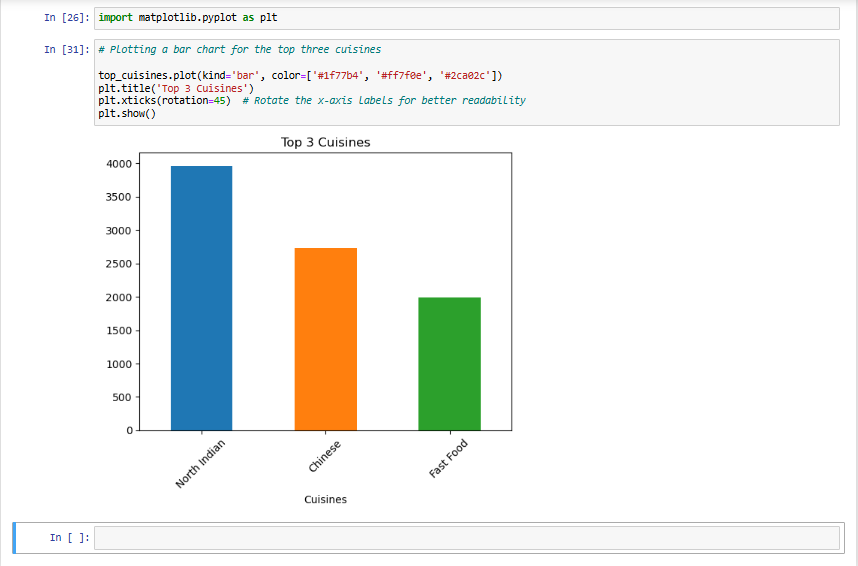 In [26]: import matplotlib.pyplot as plt
In [31]: # Plotting a bar chart for the top three cuisines
top_cuisines.plot(kind='bar', color=['#1f77b4', '#ff7f0e', '#2ca02c'])
plt.title('Top 3 Cuisines')
plt.xticks(rotation=45)  # Rotate the x-axis labels for better readability
plt.show()
Top 3 Cuisines
4000
3500
3000
2500
2000
1500
1000
500
0
North Indian
Chinese
Fast Food
Cuisines
In [ ]: